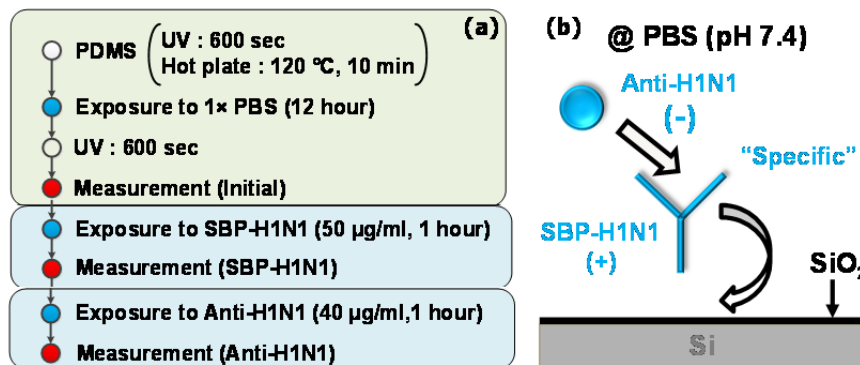 (a)
PDMS
UV : 600 sec
Hot plate : 120 ℃, 10 min
Exposure to 1× PBS (12 hour)
UV : 600 sec
Measurement (Initial)
Exposure to SBP-H1N1 (50 μg/ml, 1 hour)
Measurement (SBP-H1N1)
Exposure to Anti-H1N1 (40 μg/ml,1 hour)
Measurement (Anti-H1N1)
(b) @ PBS (pH 7.4)
Anti-H1N1
(-)
"Specific"
SBP-H1N1
(+)
SiO₂
Si